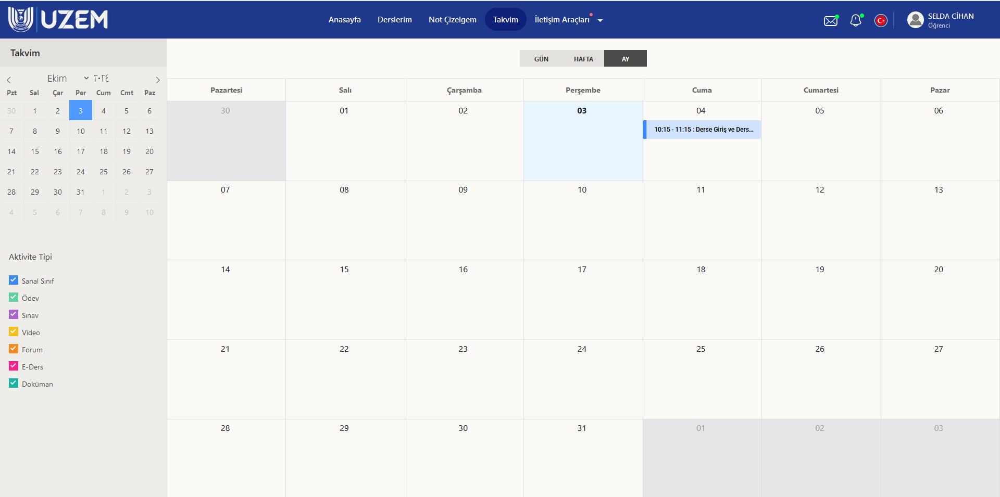 UZEM
Anasayfa Derslerim Not Çizelgem Takvim İletişim Araçları
SELDA CİHAN
Öğrenci
Takvim
GÜN HAFTA AY
Ekim ٢٠٢٤
Pzt Sal Çar Per Cum Cmt Paz
30 1 2 3 4 5 6
7 8 9 10 11 12 13
14 15 16 17 18 19 20
21 22 23 24 25 26 27
28 29 30 31 1 2 3
4 5 6 7 8 9 10
Aktivite Tipi
Sanal Sınıf
Ödev
Sınav
Video
Forum
E-Ders
Doküman
Pazartesi Salı Çarşamba Perşembe Cuma Cumartesi Pazar
30 01 02 03 04 05 06
10:15 - 11:15 : Derse Giriş ve Ders...
07 08 09 10 11 12 13
14 15 16 17 18 19 20
21 22 23 24 25 26 27
28 29 30 31 01 02 03